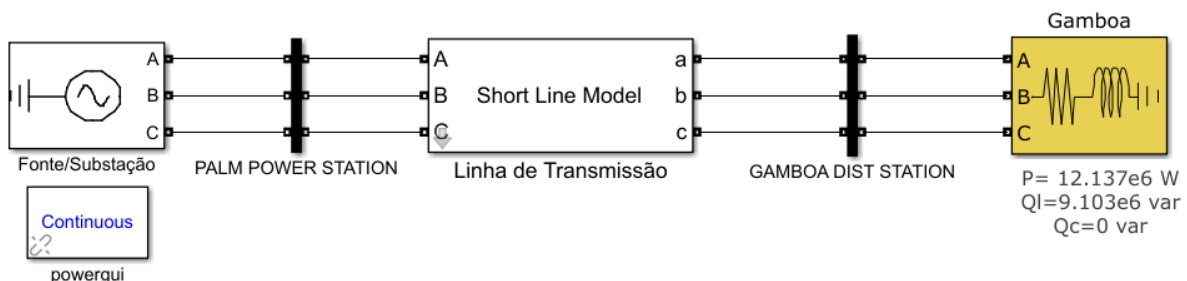 Gamboa
A
B
C
A
B
C
Short Line Model
a
b
c
A
B
C
Fonte/Substação
PALM POWER STATION
Linha de Transmissão
GAMBOA DIST STATION
P= 12.137e6 W
Ql=9.103e6 var
Qc=0 var
Continuous
powergui